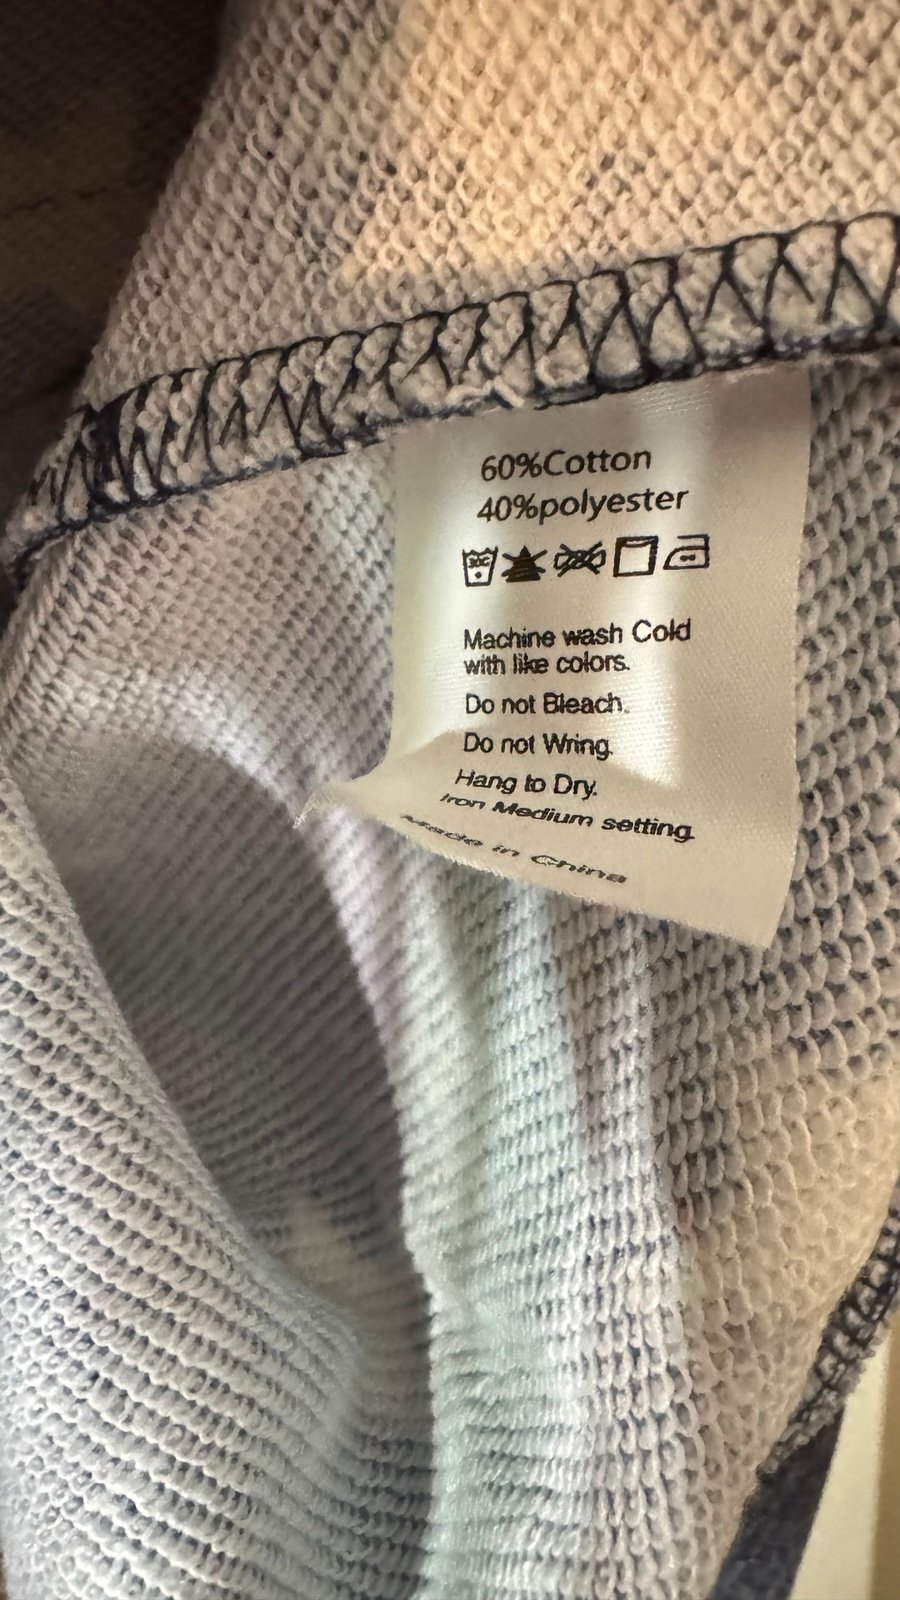 60%Cotton
40%polyester
Machine wash Cold
with like colors.
Do not Bleach.
Do not Wring.
Hang to Dry.
Iron Medium setting.
Made in China